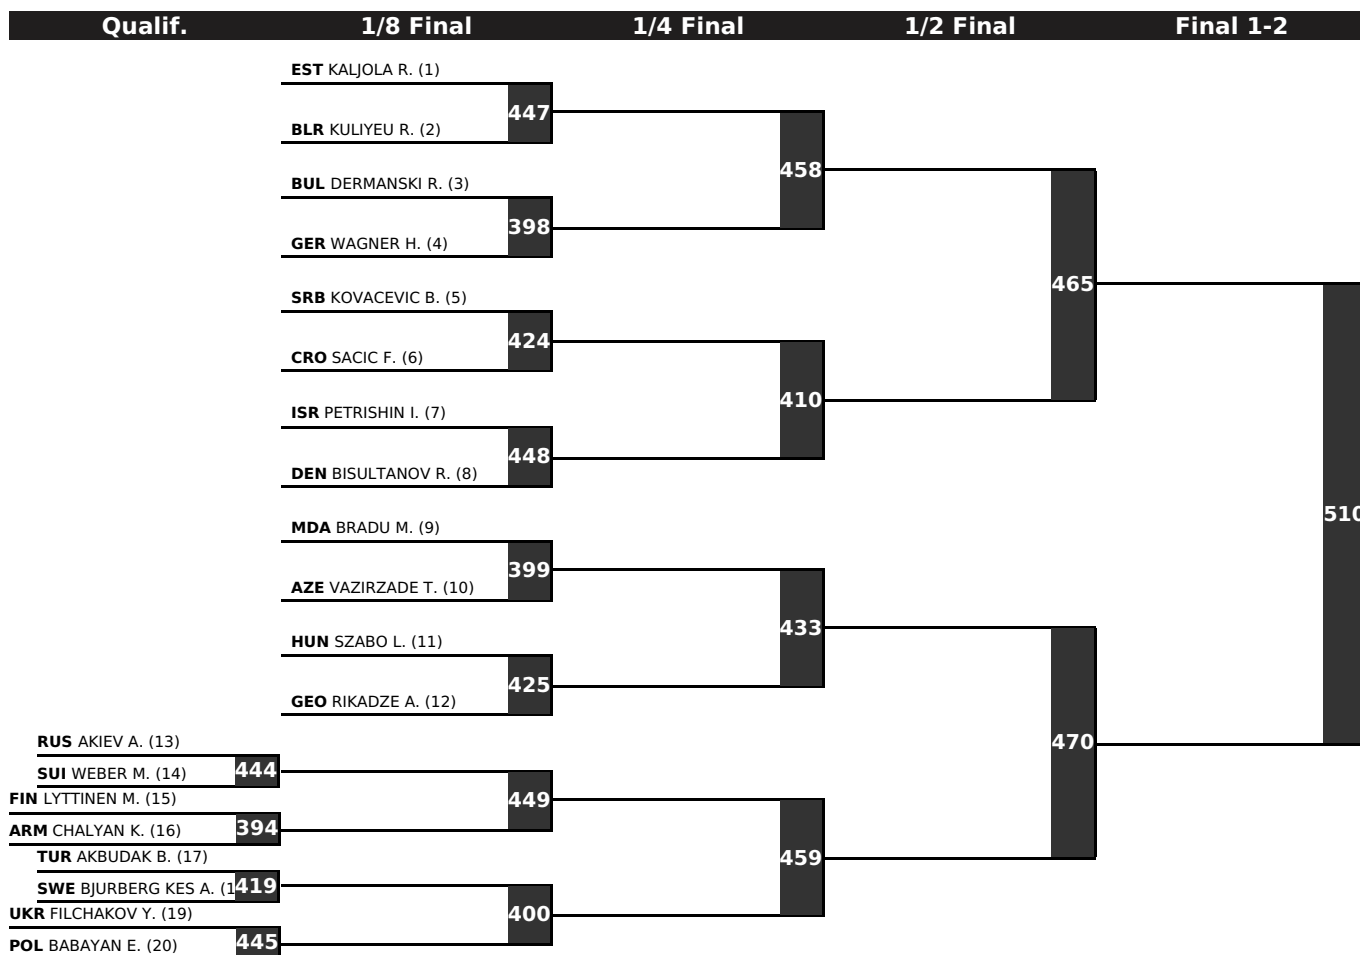 Qualif. 1/8 Final 1/4 Final 1/2 Final Final 1-2
EST KALJOLA R. (1)
447
BLR KULIYEU R. (2)
458
BUL DERMANSKI R. (3)
398
GER WAGNER H. (4)
465
SRB KOVACEVIC B. (5)
424
CRO SACIC F. (6)
410
ISR PETRISHIN I. (7)
448
DEN BISULTANOV R. (8)
510
MDA BRADU M. (9)
399
AZE VAZIRZADE T. (10)
433
HUN SZABO L. (11)
425
GEO RIKADZE A. (12)
RUS AKIEV A. (13)
470
SUI WEBER M. (14) 444
FIN LYTTINEN M. (15)
449
ARM CHALYAN K. (16) 394
TUR AKBUDAK B. (17)
459
SWE BJURBERG KES A. (1 419
UKR FILCHAKOV Y. (19)
400
POL BABAYAN E. (20) 445